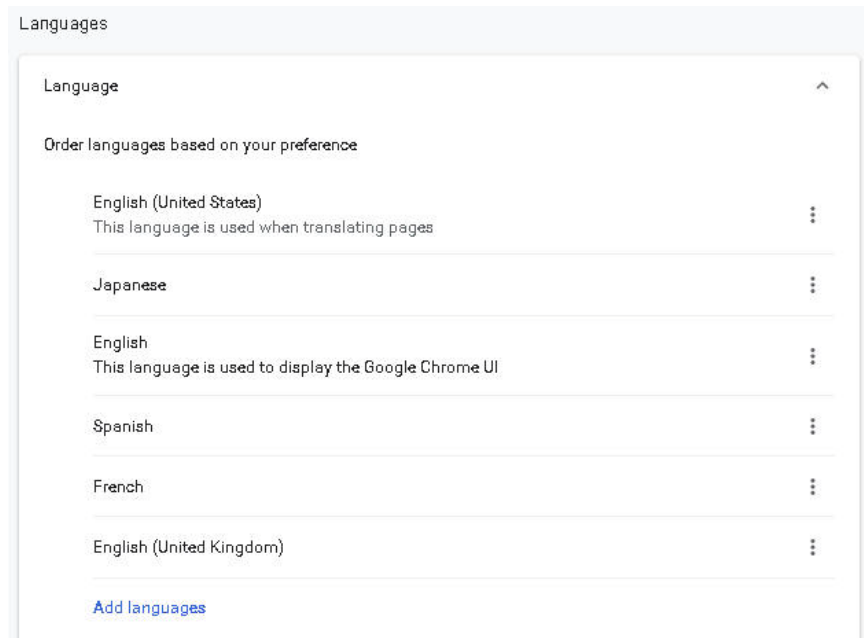 Languages
Language
Order languages based on your preference
English (United States)
This language is used when translating pages
Japanese
English
This language is used to display the Google Chrome UI
Spanish
French
English (United Kingdom)
Add languages